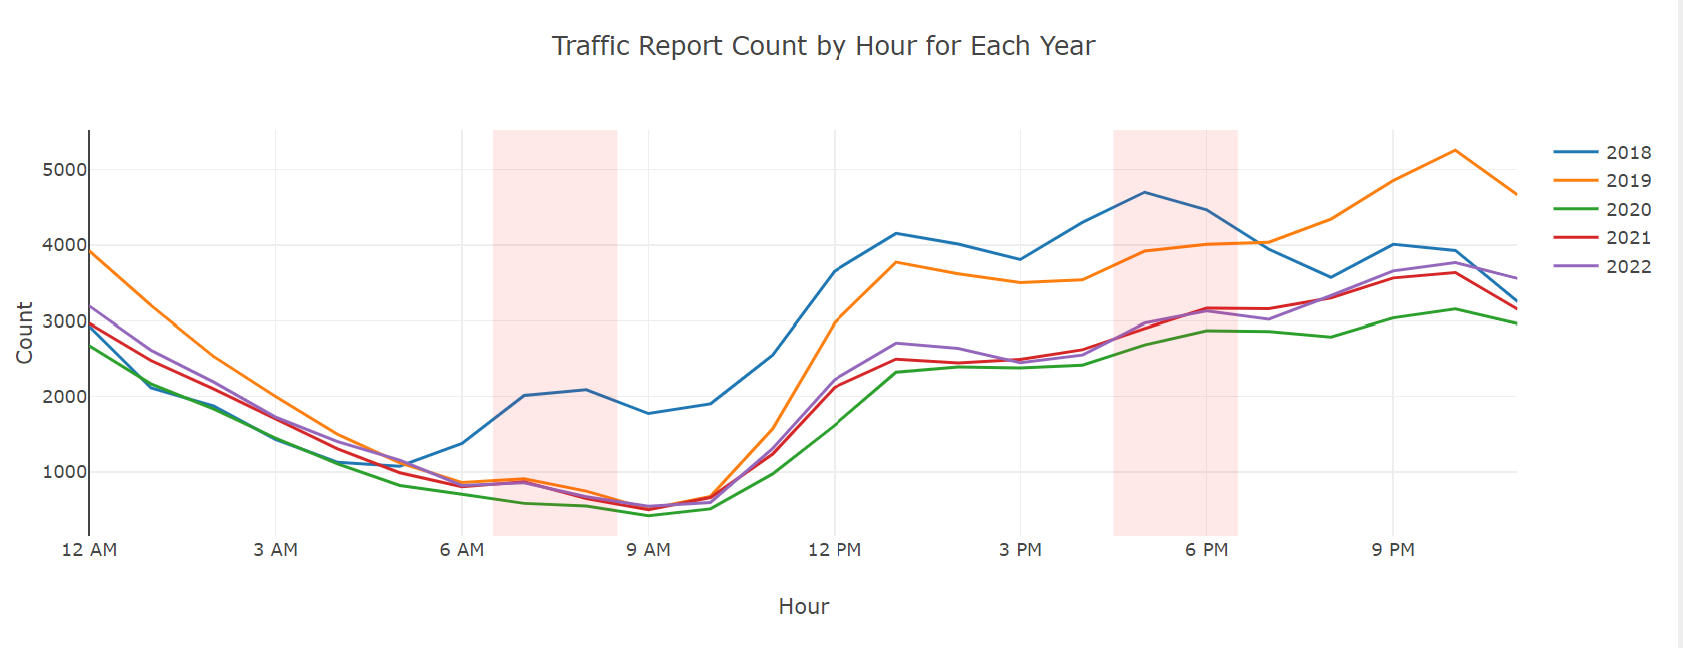 Traffic Report Count by Hour for Each Year
5000
4000
3000
2000
1000
Count
12 AM
3 AM
6 AM
9 AM
12 PM
3 PM
6 PM
9 PM
Hour
2018
2019
2020
2021
2022